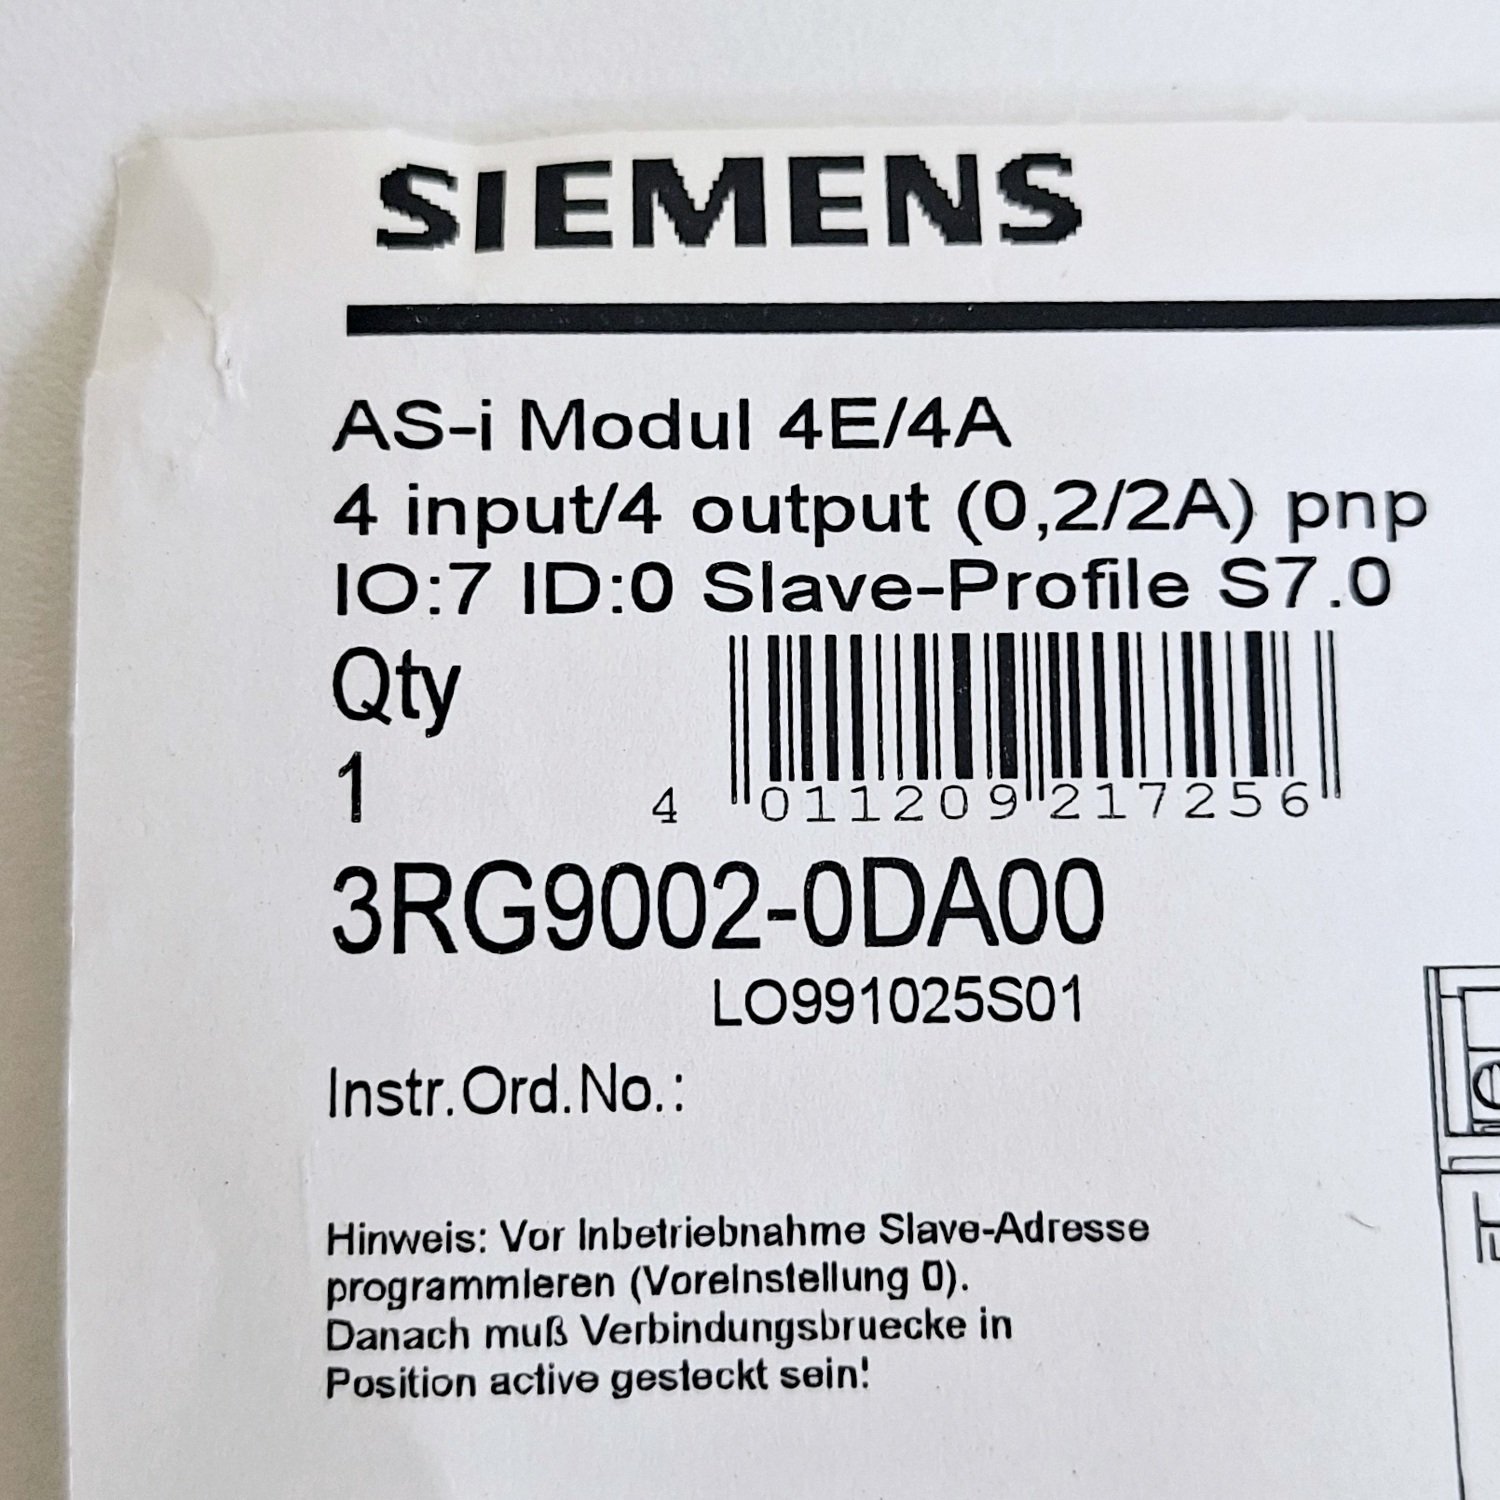 SIEMENS
AS-i Modul 4E/4A
4 input/4 output (0,2/2A) pnp
IO:7 ID:0 Slave-Profile S7.0
Qty
1
4 011209 217256
3RG9002-0DA00
LO991025S01
Instr.Ord.No.:
Hinweis: Vor Inbetriebnahme Slave-Adresse
programmieren (Voreinstellung 0).
Danach muß Verbindungsbruecke in
Position active gesteckt sein!